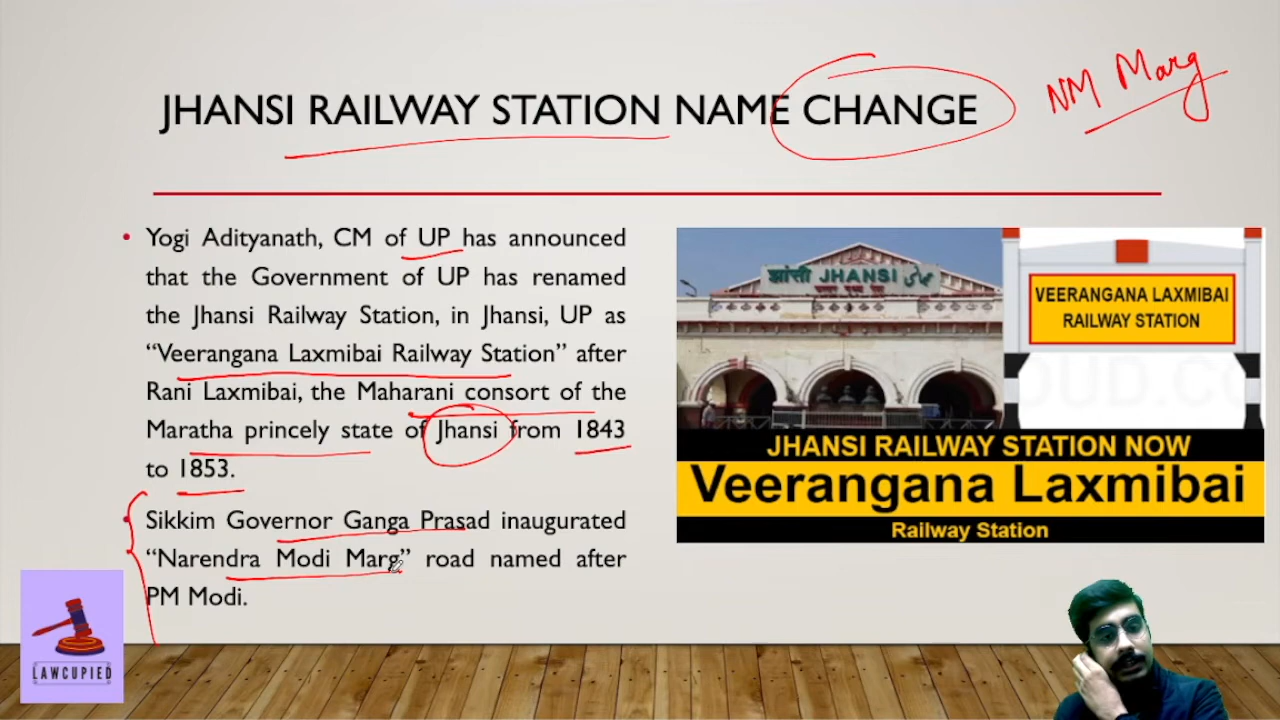 JHANSI RAILWAY STATION NAME CHANGE
NM Marg
• Yogi Adityanath, CM of UP has announced
that the Government of UP has renamed
the Jhansi Railway Station, in Jhansi, UP as
“Veerangana Laxmibai Railway Station” after
Rani Laxmibai, the Maharani consort of the
Maratha princely state of Jhansi from 1843
to 1853.
• Sikkim Governor Ganga Prasad inaugurated
“Narendra Modi Marg” road named after
PM Modi.
झांसी JHANSI جھانسی
VEERANGANA LAXMIBAI
RAILWAY STATION
JHANSI RAILWAY STATION NOW
Veerangana Laxmibai
Railway Station
LAWCUPIED